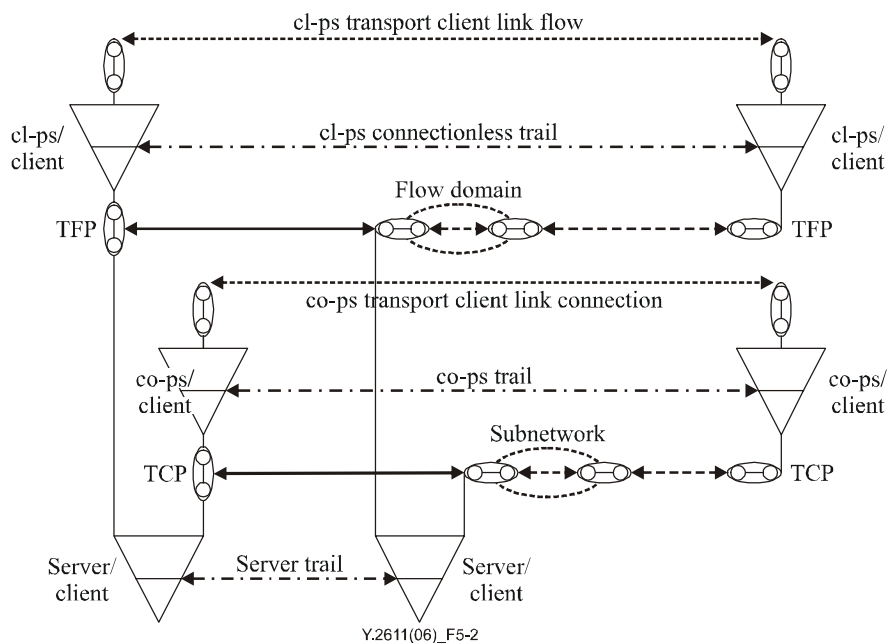 cl-ps transport client link flow
cl-ps/
client
cl-ps connectionless trail
cl-ps/
client
Flow domain
TFP
TFP
co-ps transport client link connection
co-ps/
client
co-ps trail
co-ps/
client
Subnetwork
TCP
TCP
Server/
client
Server trail
Server/
client
Y.2611(06)_F5-2